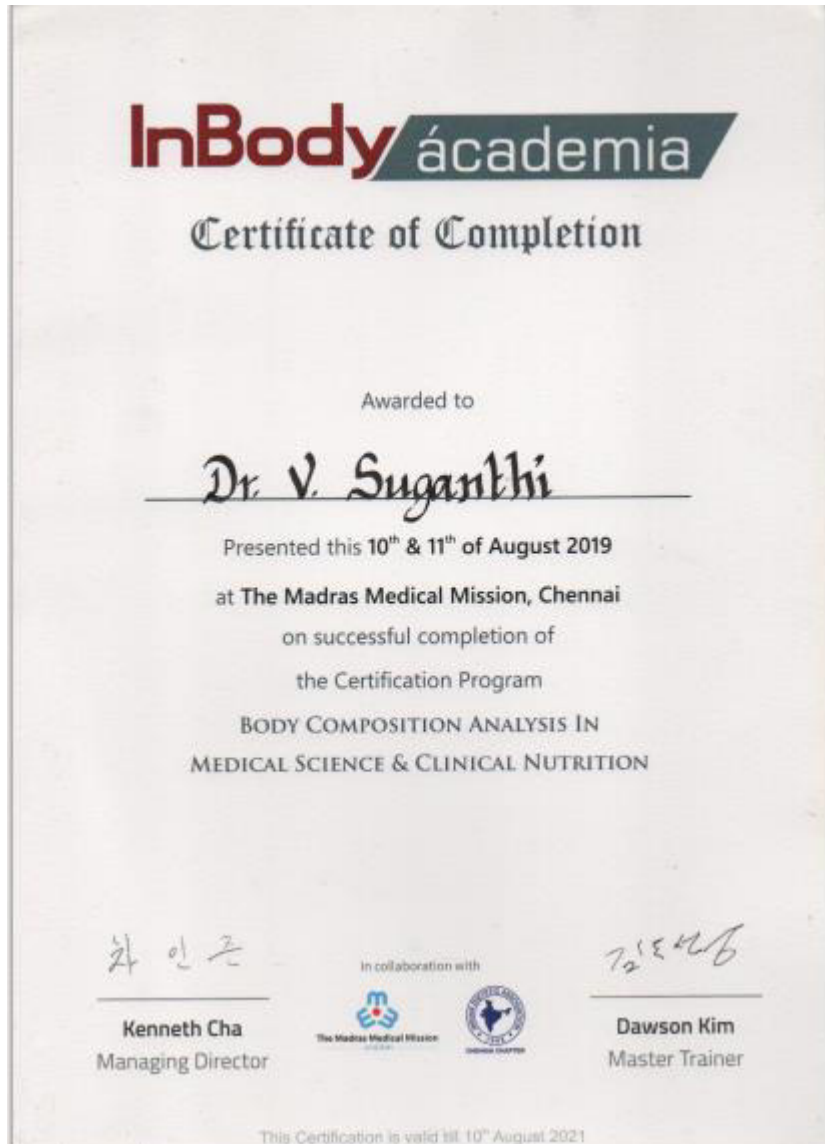 InBody ácademia
Certificate of Completion
Awarded to
Dr. V. Suganthi
Presented this 10th & 11th of August 2019
at The Madras Medical Mission, Chennai
on successful completion of
the Certification Program
BODY COMPOSITION ANALYSIS IN
MEDICAL SCIENCE & CLINICAL NUTRITION
In collaboration with
The Madras Medical Mission
CHENNAI CHAPTER
Kenneth Cha
Managing Director
Dawson Kim
Master Trainer
This Certification is valid till 10th August 2021